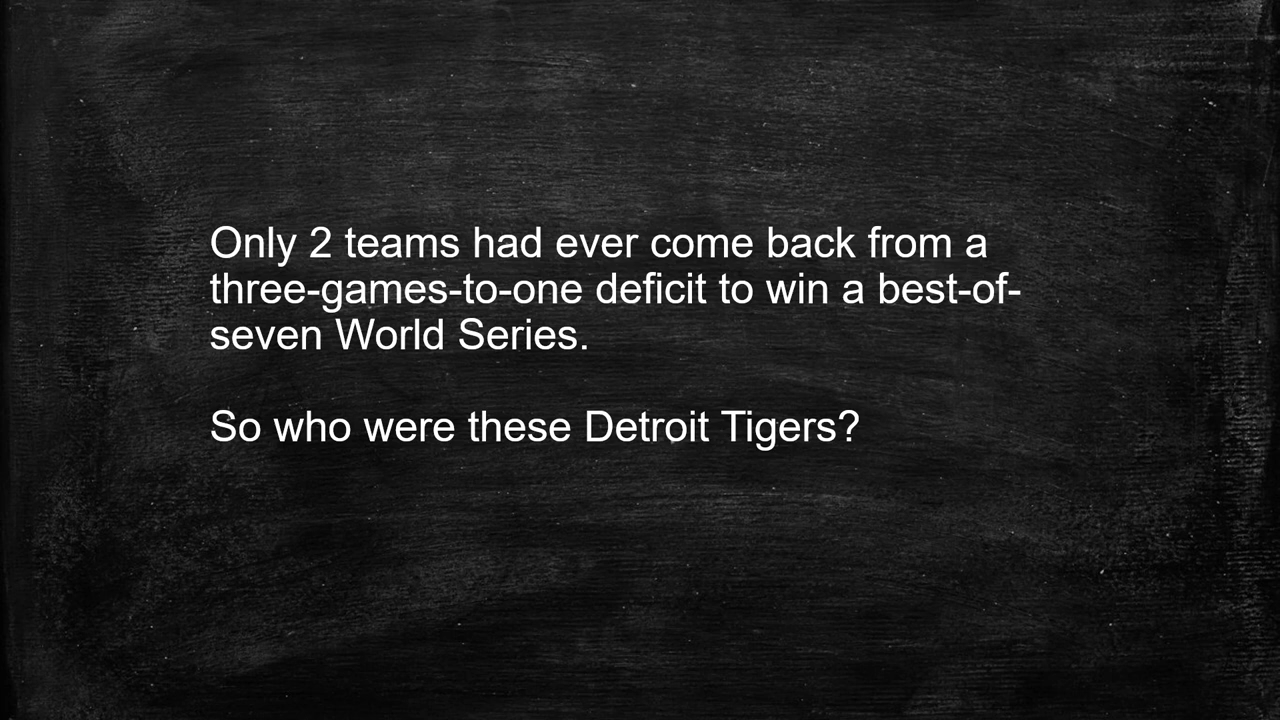 Only 2 teams had ever come back from a
three-games-to-one deficit to win a best-of-
seven World Series.
So who were these Detroit Tigers?